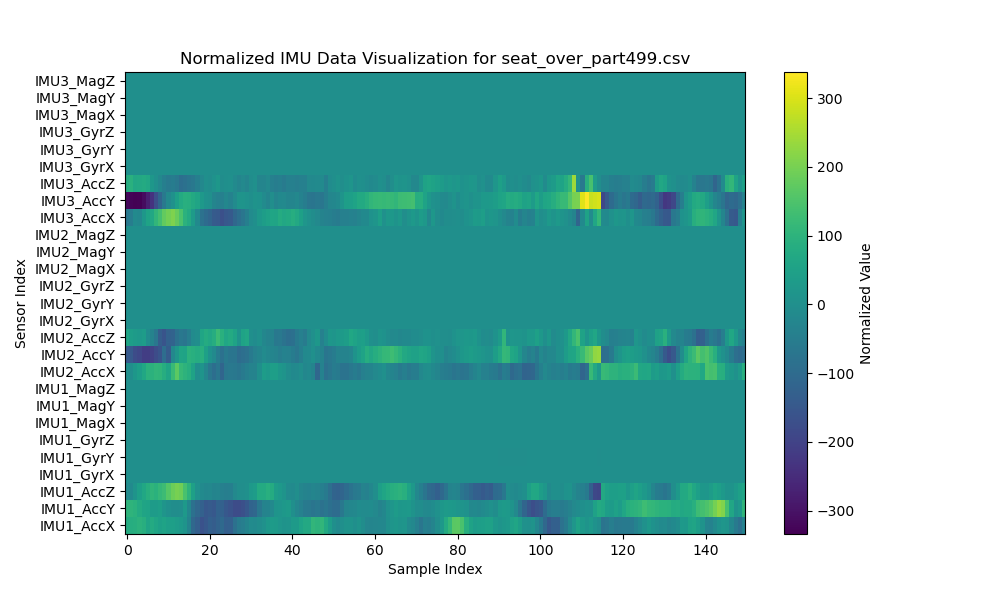 Normalized IMU Data Visualization for seat_over_part499.csv
IMU3_MagZ
IMU3_MagY
IMU3_MagX
IMU3_GyrZ
IMU3_GyrY
IMU3_GyrX
IMU3_AccZ
IMU3_AccY
IMU3_AccX
IMU2_MagZ
IMU2_MagY
IMU2_MagX
IMU2_GyrZ
IMU2_GyrY
IMU2_GyrX
IMU2_AccZ
IMU2_AccY
IMU2_AccX
IMU1_MagZ
IMU1_MagY
IMU1_MagX
IMU1_GyrZ
IMU1_GyrY
IMU1_GyrX
IMU1_AccZ
IMU1_AccY
IMU1_AccX
Sensor Index
0 20 40 60 80 100 120 140
Sample Index
300
200
100
0
−100
−200
−300
Normalized Value